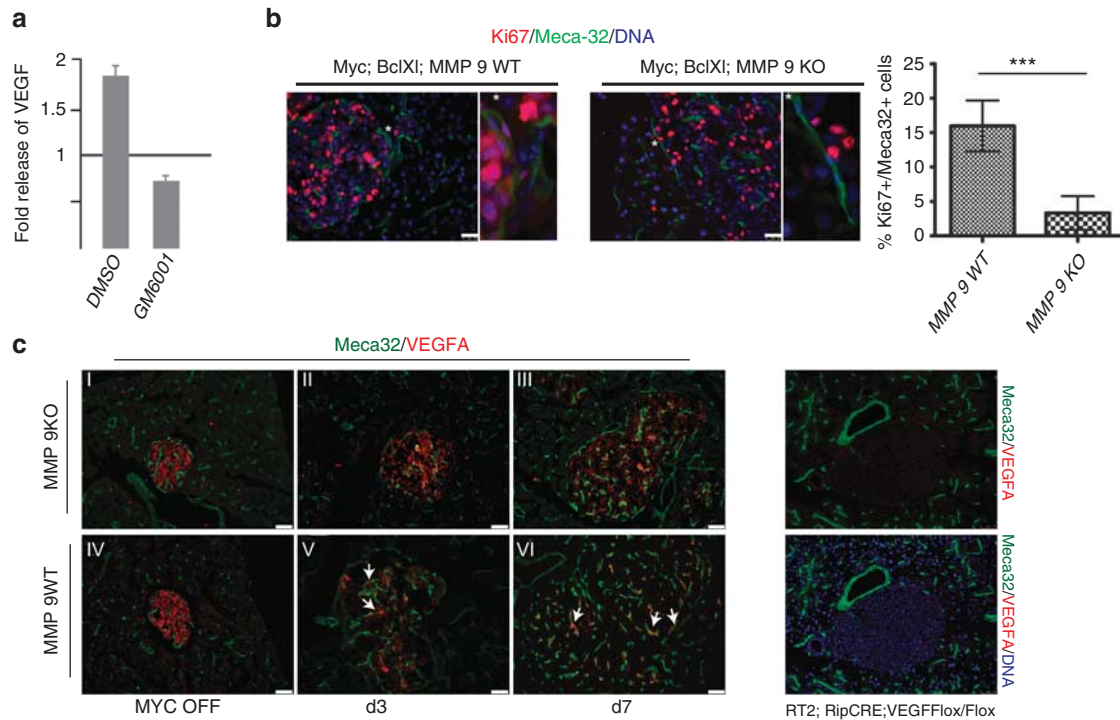 a
Fold release of VEGF
2
1.5
1
DMSO
GM6001
b
Ki67/Meca-32/DNA
Myc; BclXl; MMP 9 WT
Myc; BclXl; MMP 9 KO
*
*
*
*
% Ki67+/Meca32+ cells
25
20
15
10
5
0
***
MMP 9 WT
MMP 9 KO
c
Meca32/VEGFA
MMP 9KO
I
II
III
MMP 9WT
IV
V
VI
MYC OFF
d3
d7
Meca32/VEGFA
Meca32/VEGFA/DNA
RT2; RipCRE;VEGFFlox/Flox